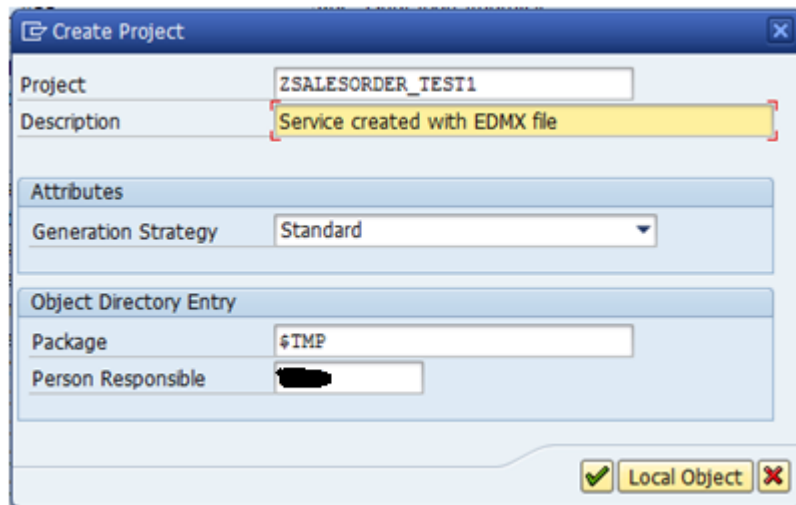 Create Project
Project ZSALESORDER_TEST1
Description Service created with EDMX file
Attributes
Generation Strategy Standard
Object Directory Entry
Package $TMP
Person Responsible
Local Object